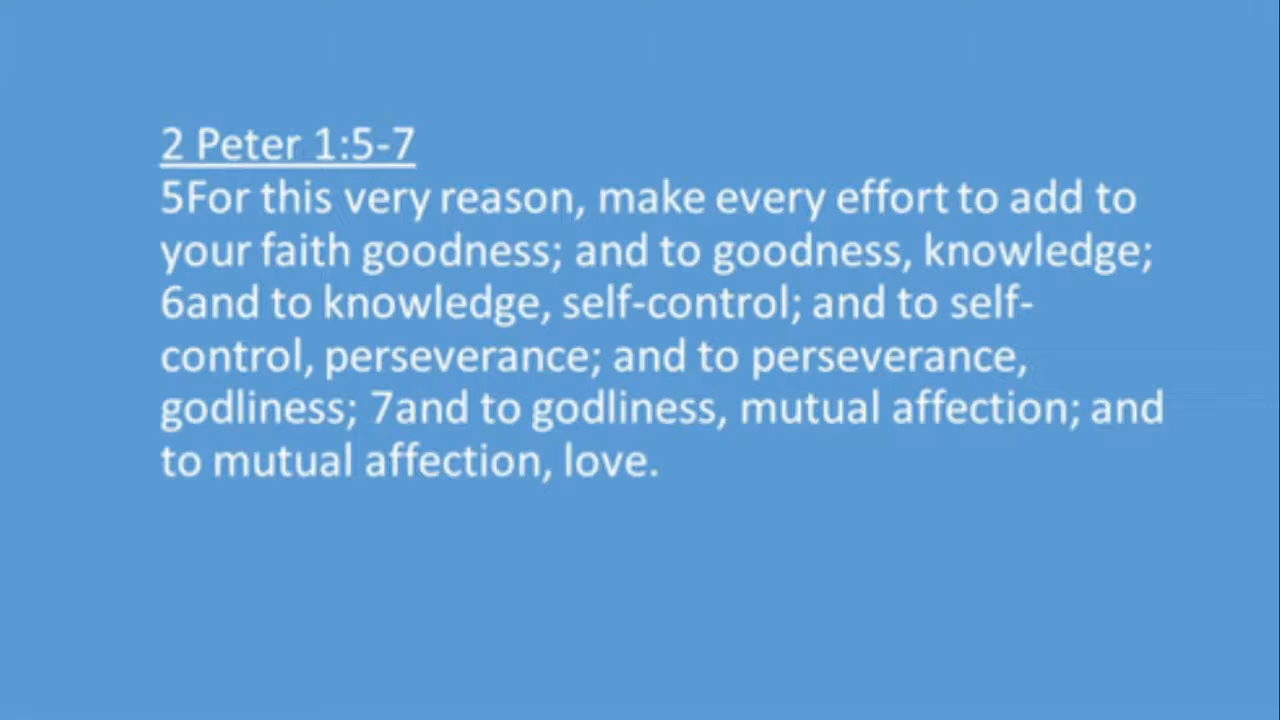 2 Peter 1:5-7
5For this very reason, make every effort to add to
your faith goodness; and to goodness, knowledge;
6and to knowledge, self-control; and to self-
control, perseverance; and to perseverance,
godliness; 7and to godliness, mutual affection; and
to mutual affection, love.